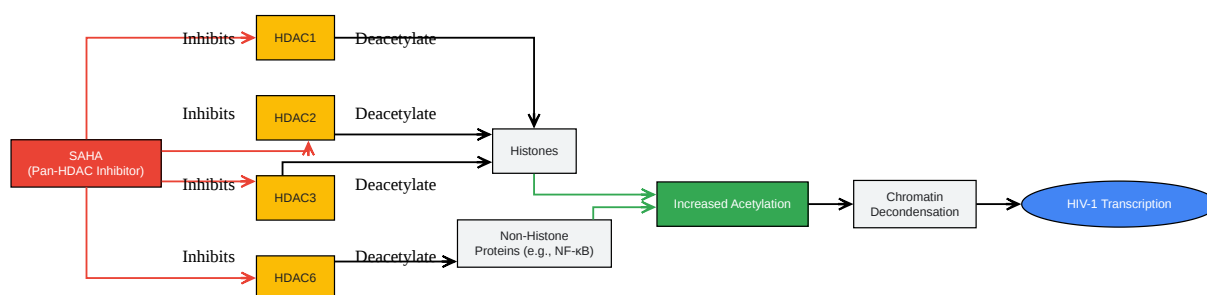 Inhibits
HDAC1
Deacetylate
Inhibits
HDAC2
Deacetylate
SAHA
(Pan-HDAC Inhibitor)
Histones
Inhibits
HDAC3
Deacetylate
Increased Acetylation
Chromatin
Decondensation
HIV-1 Transcription
Non-Histone
Proteins (e.g., NF-κB)
Inhibits
HDAC6
Deacetylate